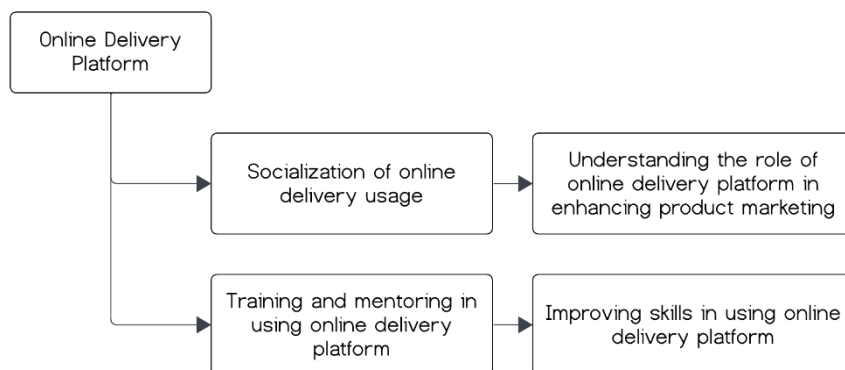 Online Delivery
Platform
Socialization of online
delivery usage
Understanding the role of
online delivery platform in
enhancing product marketing
Training and mentoring in
using online delivery
platform
Improving skills in using online
delivery platform